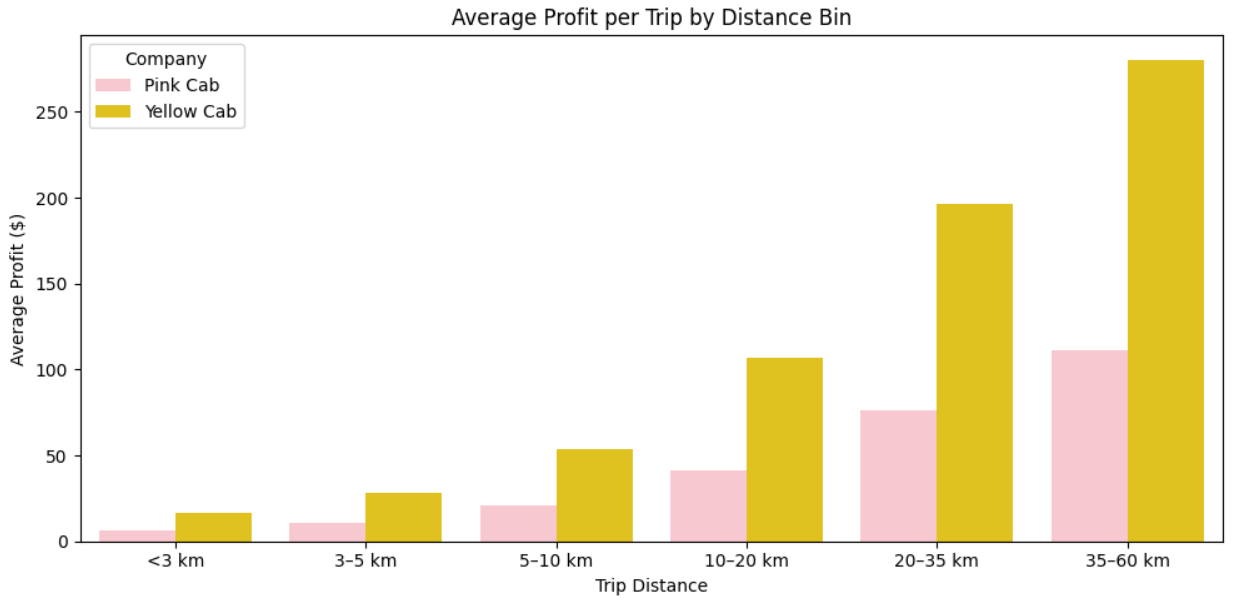 Average Profit per Trip by Distance Bin
Company
Pink Cab
Yellow Cab
Average Profit ($)
250
200
150
100
50
0
<3 km
3–5 km
5–10 km
10–20 km
20–35 km
35–60 km
Trip Distance